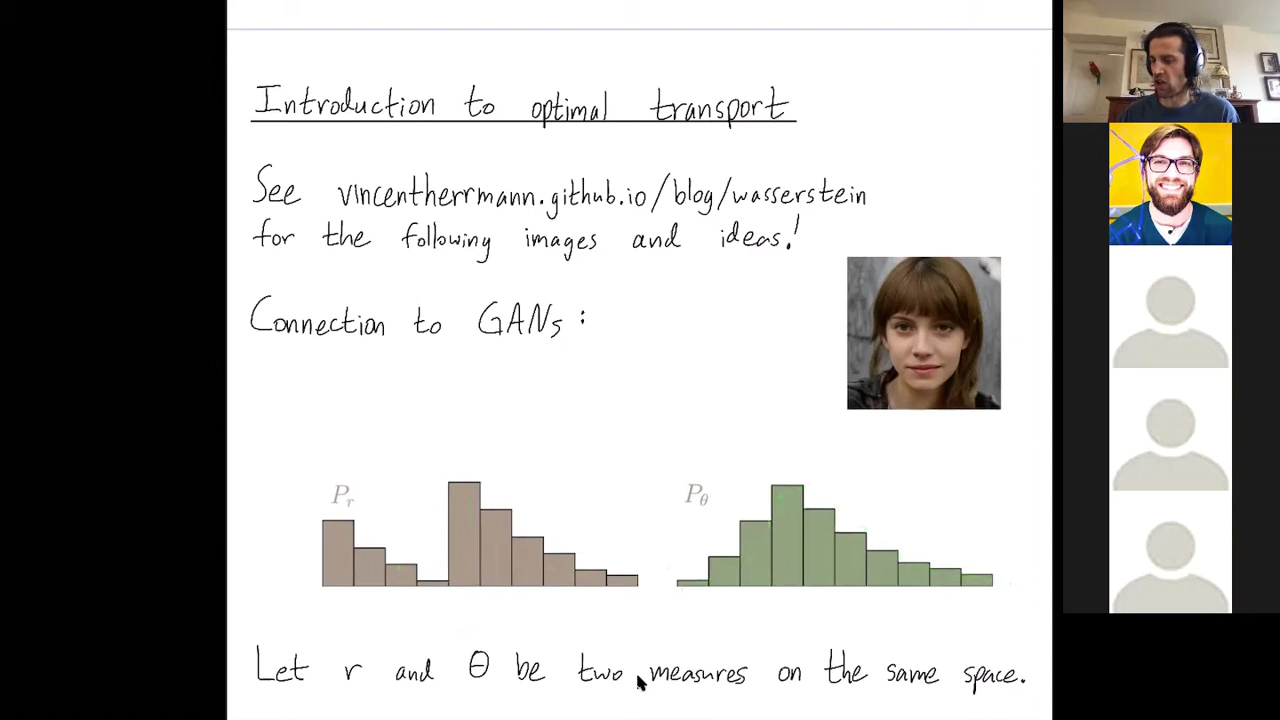 Introduction to optimal transport
See vincentherrmann.github.io/blog/wasserstein
for the following images and ideas!
Connection to GANs:
Pr
Pθ
Let r and θ be two measures on the same space.